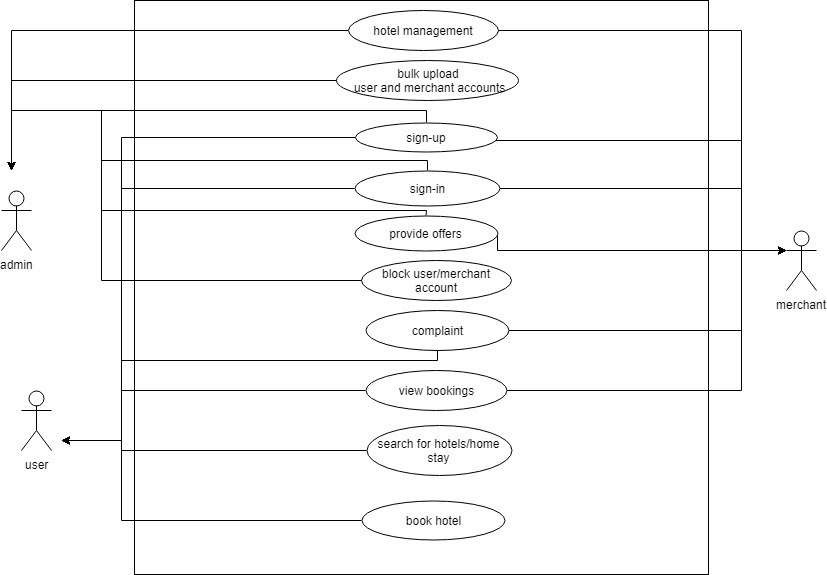 hotel management
bulk upload
user and merchant accounts
sign-up
sign-in
provide offers
admin
block user/merchant
account
merchant
complaint
view bookings
search for hotels/home
stay
user
book hotel